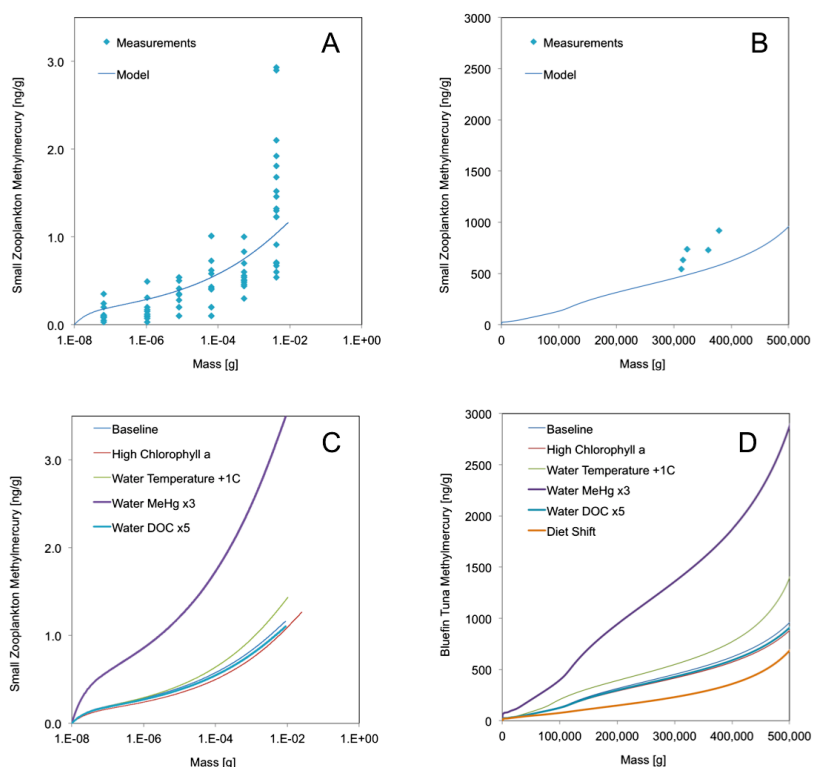 A
Measurements
Model
3.0
2.0
1.0
0.0
Small Zooplankton Methylmercury [ng/g]
1.E-08 1.E-06 1.E-04 1.E-02 1.E+00
Mass [g]
B
Measurements
Model
3000
2500
2000
1500
1000
500
0
Small Zooplankton Methylmercury [ng/g]
0 100,000 200,000 300,000 400,000 500,000
Mass [g]
C
Baseline
High Chlorophyll a
Water Temperature +1C
Water MeHg x3
Water DOC x5
3.0
2.0
1.0
0.0
Small Zooplankton Methylmercury [ng/g]
1.E-08 1.E-06 1.E-04 1.E-02 1.E+00
Mass [g]
D
Baseline
High Chlorophyll a
Water Temperature +1C
Water MeHg x3
Water DOC x5
Diet Shift
3000
2500
2000
1500
1000
500
0
Bluefin Tuna Methylmercury [ng/g]
0 100,000 200,000 300,000 400,000 500,000
Mass [g]